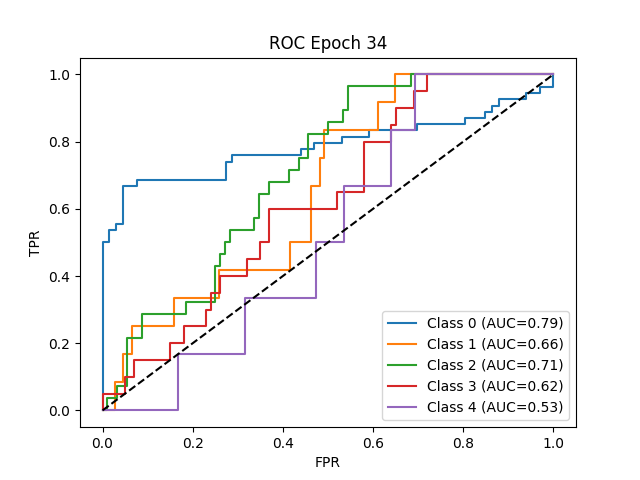 ROC Epoch 34
TPR
1.0
0.8
0.6
0.4
0.2
0.0
Class 0 (AUC=0.79)
Class 1 (AUC=0.66)
Class 2 (AUC=0.71)
Class 3 (AUC=0.62)
Class 4 (AUC=0.53)
0.0 0.2 0.4 0.6 0.8 1.0
FPR